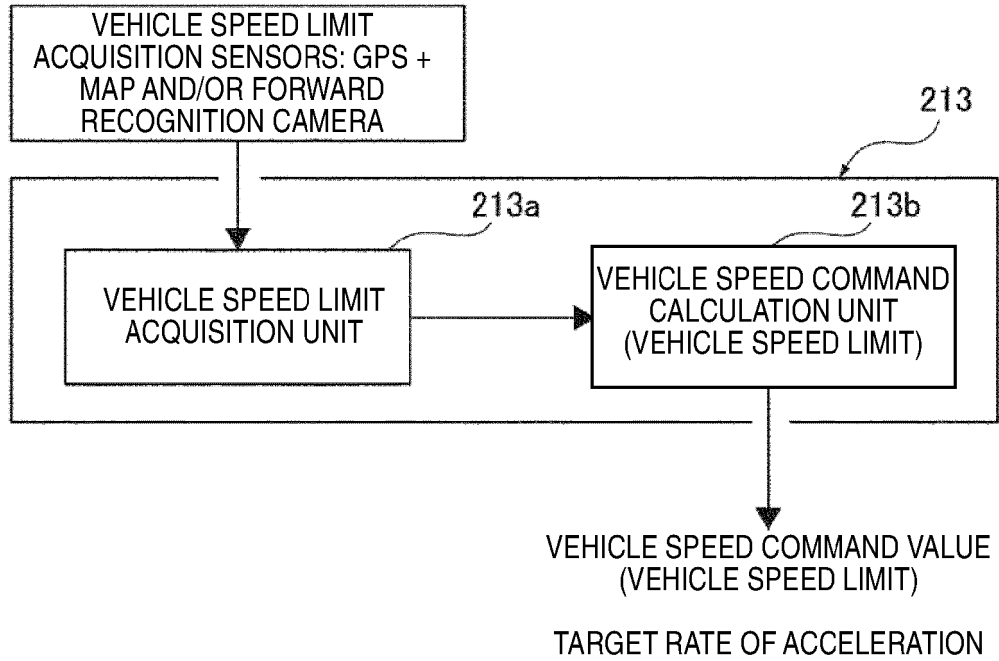 VEHICLE SPEED LIMIT
ACQUISITION SENSORS: GPS +
MAP AND/OR FORWARD
RECOGNITION CAMERA
213
213a
213b
VEHICLE SPEED LIMIT
ACQUISITION UNIT
VEHICLE SPEED COMMAND
CALCULATION UNIT
(VEHICLE SPEED LIMIT)
VEHICLE SPEED COMMAND VALUE
(VEHICLE SPEED LIMIT)
TARGET RATE OF ACCELERATION